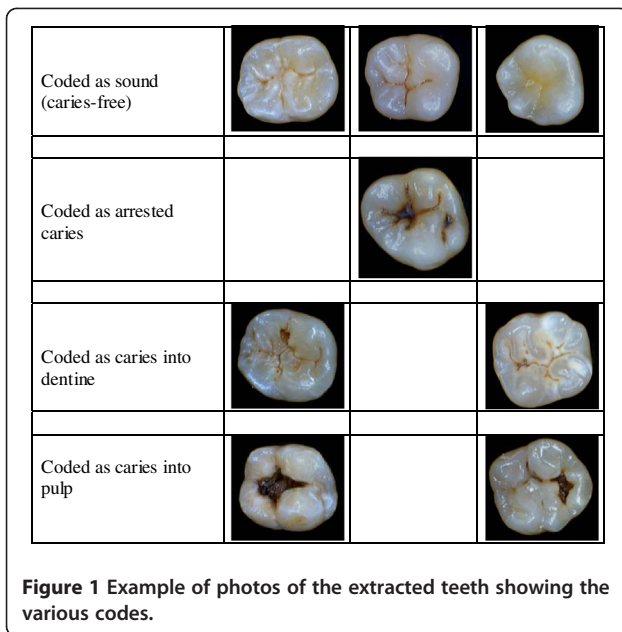 Coded as sound
(caries-free)
Coded as arrested
caries
Coded as caries into
dentine
Coded as caries into
pulp
Figure 1 Example of photos of the extracted teeth showing the
various codes.